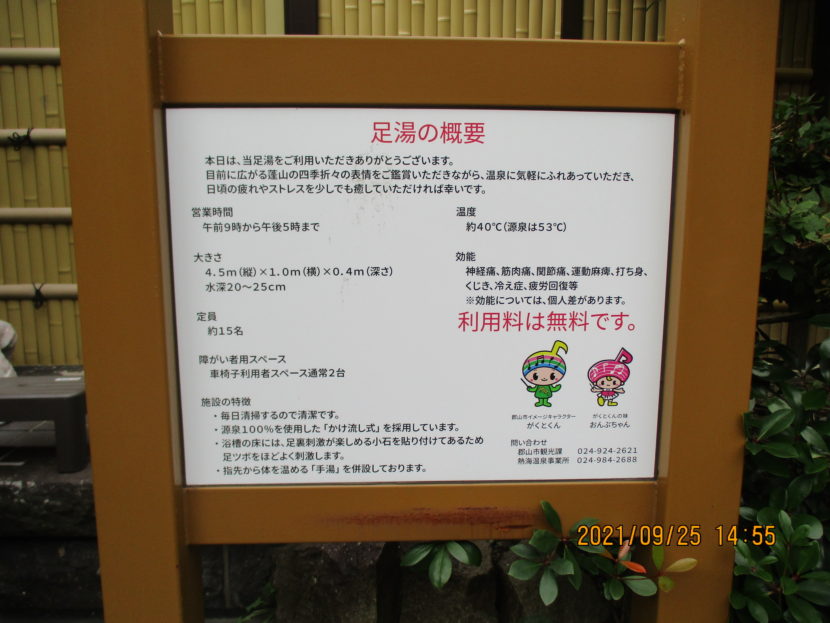 足湯の概要
本日は、当足湯をご利用いただきありがとうございます。
目前に広がる蓬山の四季折々の表情をご鑑賞いただきながら、温泉に気軽にふれあっていただき、
日頃の疲れやストレスを少しでも癒していただければ幸いです。
営業時間
午前9時から午後5時まで
大きさ
4.5m(縦)×1.0m(横)×0.4m(深さ)
水深20〜25cm
定員
約15名
障がい者用スペース
車椅子利用者スペース通常2台
施設の特徴
・毎日清掃するので清潔です。
・源泉100%を使用した「かけ流し式」を採用しています。
・浴槽の床には、足裏刺激が楽しめる小石を貼り付けてあるため
足ツボをほどよく刺激します。
・指先から体を温める「手湯」を併設しております。
温度
約40℃(源泉は53℃)
効能
神経痛、筋肉痛、関節痛、運動麻痺、打ち身、
くじき、冷え症、疲労回復等
※効能については、個人差があります。
利用料は無料です。
郡山市イメージキャラクター
がくとくん
がくとくんの妹
おんぷちゃん
問い合わせ
郡山市観光課 024-924-2621
熱海温泉事業所 024-984-2688
2021/09/25 14:55